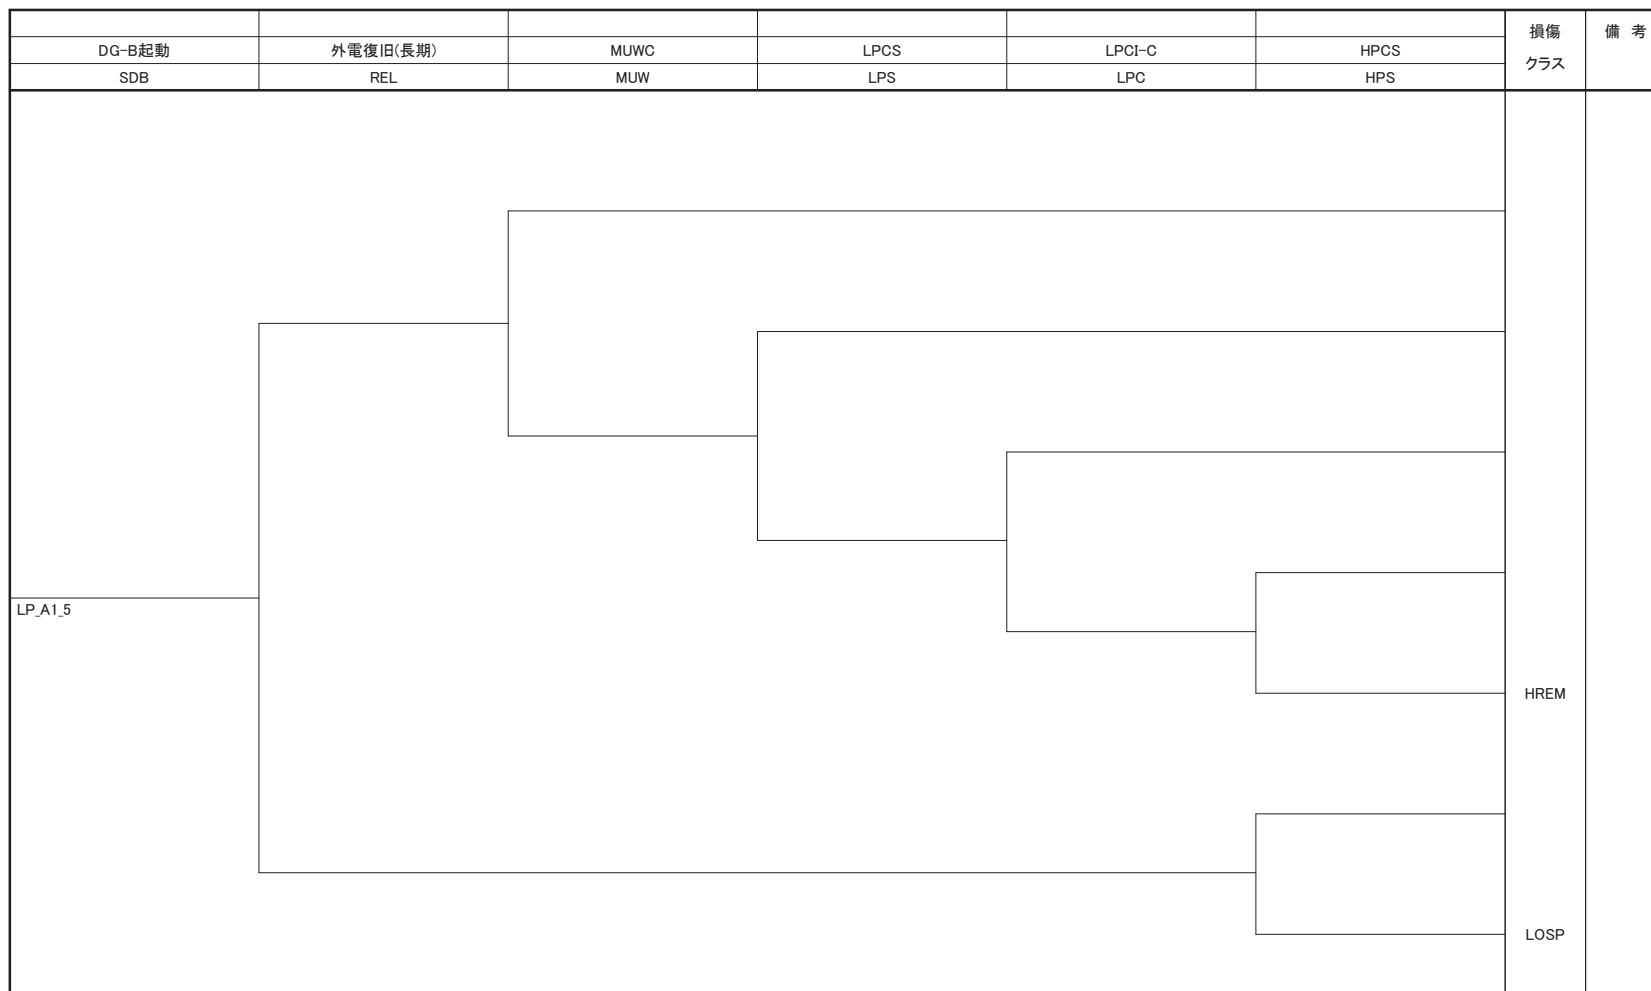 損傷 備 考
DG-B起動 外電復旧(長期) MUWC LPCS LPCI-C HPCS
クラス
SDB REL MUW LPS LPC HPS
LP_A1_5
HREM
LOSP